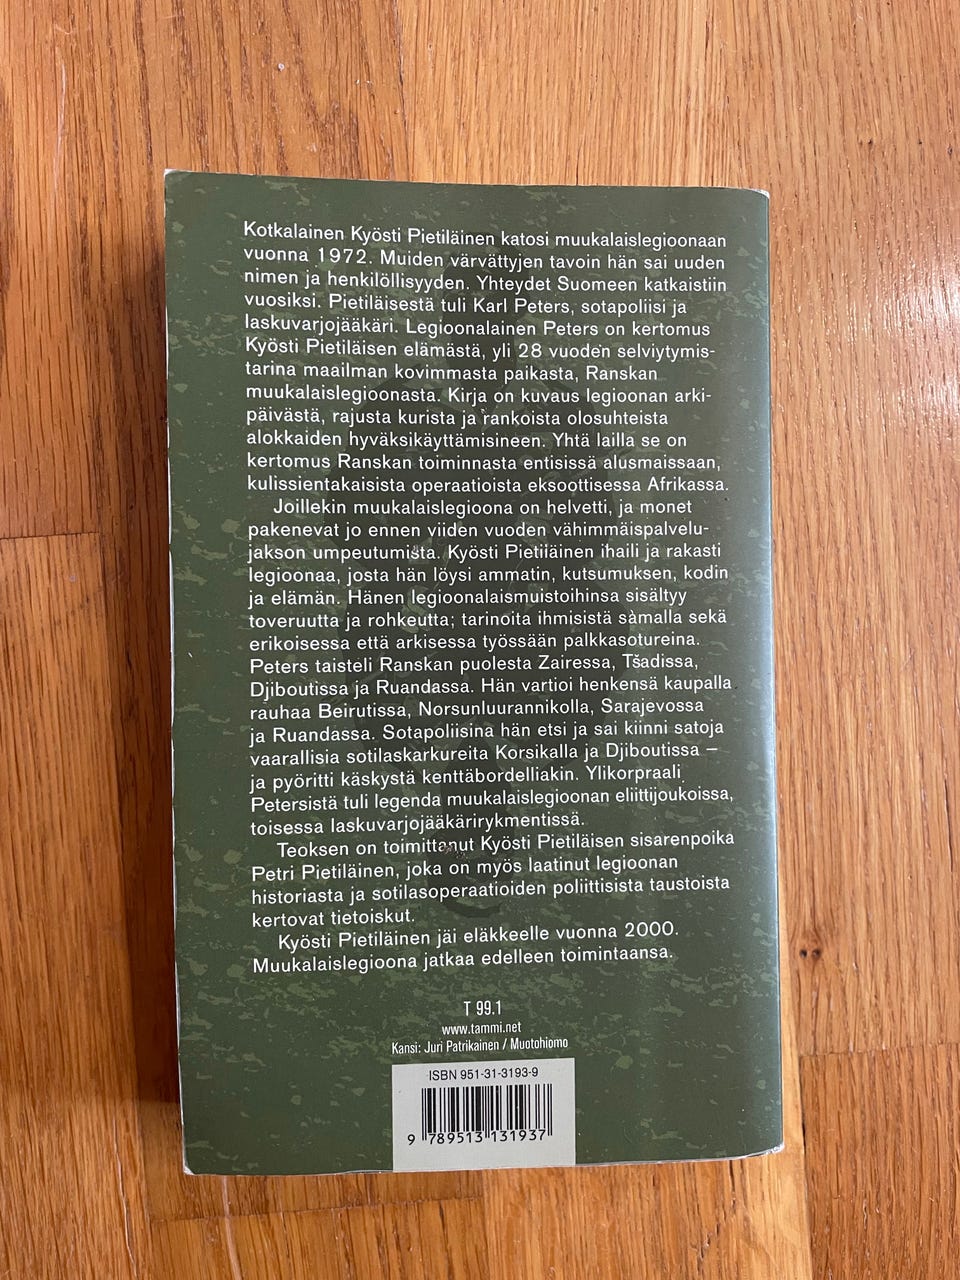 Kotkalainen Kyösti Pietiläinen katosi muukalaislegioonaan
vuonna 1972. Muiden värvättyjen tavoin hän sai uuden
nimen ja henkilöllisyyden. Yhteydet Suomeen katkaistiin
vuosiksi. Pietiläisestä tuli Karl Peters, sotapoliisi ja
laskuvarjojääkäri. Legioonalainen Peters on kertomus
Kyösti Pietiläisen elämästä, yli 28 vuoden selviytymis-
tarina maailman kovimmasta paikasta, Ranskan
muukalaislegioonasta. Kirja on kuvaus legioonan arki-
päivästä, rajusta kurista ja rankoista olosuhteista
alokkaiden hyväksikäyttämisineen. Yhtä lailla se on
kertomus Ranskan toiminnasta entisissä alusmaissaan,
kulissientakaisista operaatioista eksoottisessa Afrikassa.
Joillekin muukalaislegioona on helvetti, ja monet
pakenevat jo ennen viiden vuoden vähimmäispalvelu-
jakson umpeutumista. Kyösti Pietiläinen ihaili ja rakasti
legioonaa, josta hän löysi ammatin, kutsumuksen, kodin
ja elämän. Hänen legioonalaismuistoihinsa sisältyy
toveruutta ja rohkeutta; tarinoita ihmisistä samalla sekä
erikoisessa että arkisessa työssään palkkasotureina.
Peters taisteli Ranskan puolesta Zairessa, Tšadissa,
Djiboutissa ja Ruandassa. Hän vartioi henkensä kaupalla
rauhaa Beirutissa, Norsunluurannikolla, Sarajevossa
ja Ruandassa. Sotapoliisina hän etsi ja sai kiinni satoja
vaarallisia sotilaskarkureita Korsikalla ja Djiboutissa –
ja pyöritti käskystä kenttäbordelliakin. Ylikorpraali
Petersistä tuli legenda muukalaislegioonan eliittijoukoissa,
toisessa laskuvarjojääkärirykmentissä.
Teoksen on toimittanut Kyösti Pietiläisen sisarenpoika
Petri Pietiläinen, joka on myös laatinut legioonan
historiasta ja sotilasoperaatioiden poliittisista taustoista
kertovat tietoiskut.
Kyösti Pietiläinen jäi eläkkeelle vuonna 2000.
Muukalaislegioona jatkaa edelleen toimintaansa.
T 99.1
www.tammi.net
Kansi: Juri Patrikainen / Muotohiomo
ISBN 951-31-3193-9
9 789513 131937